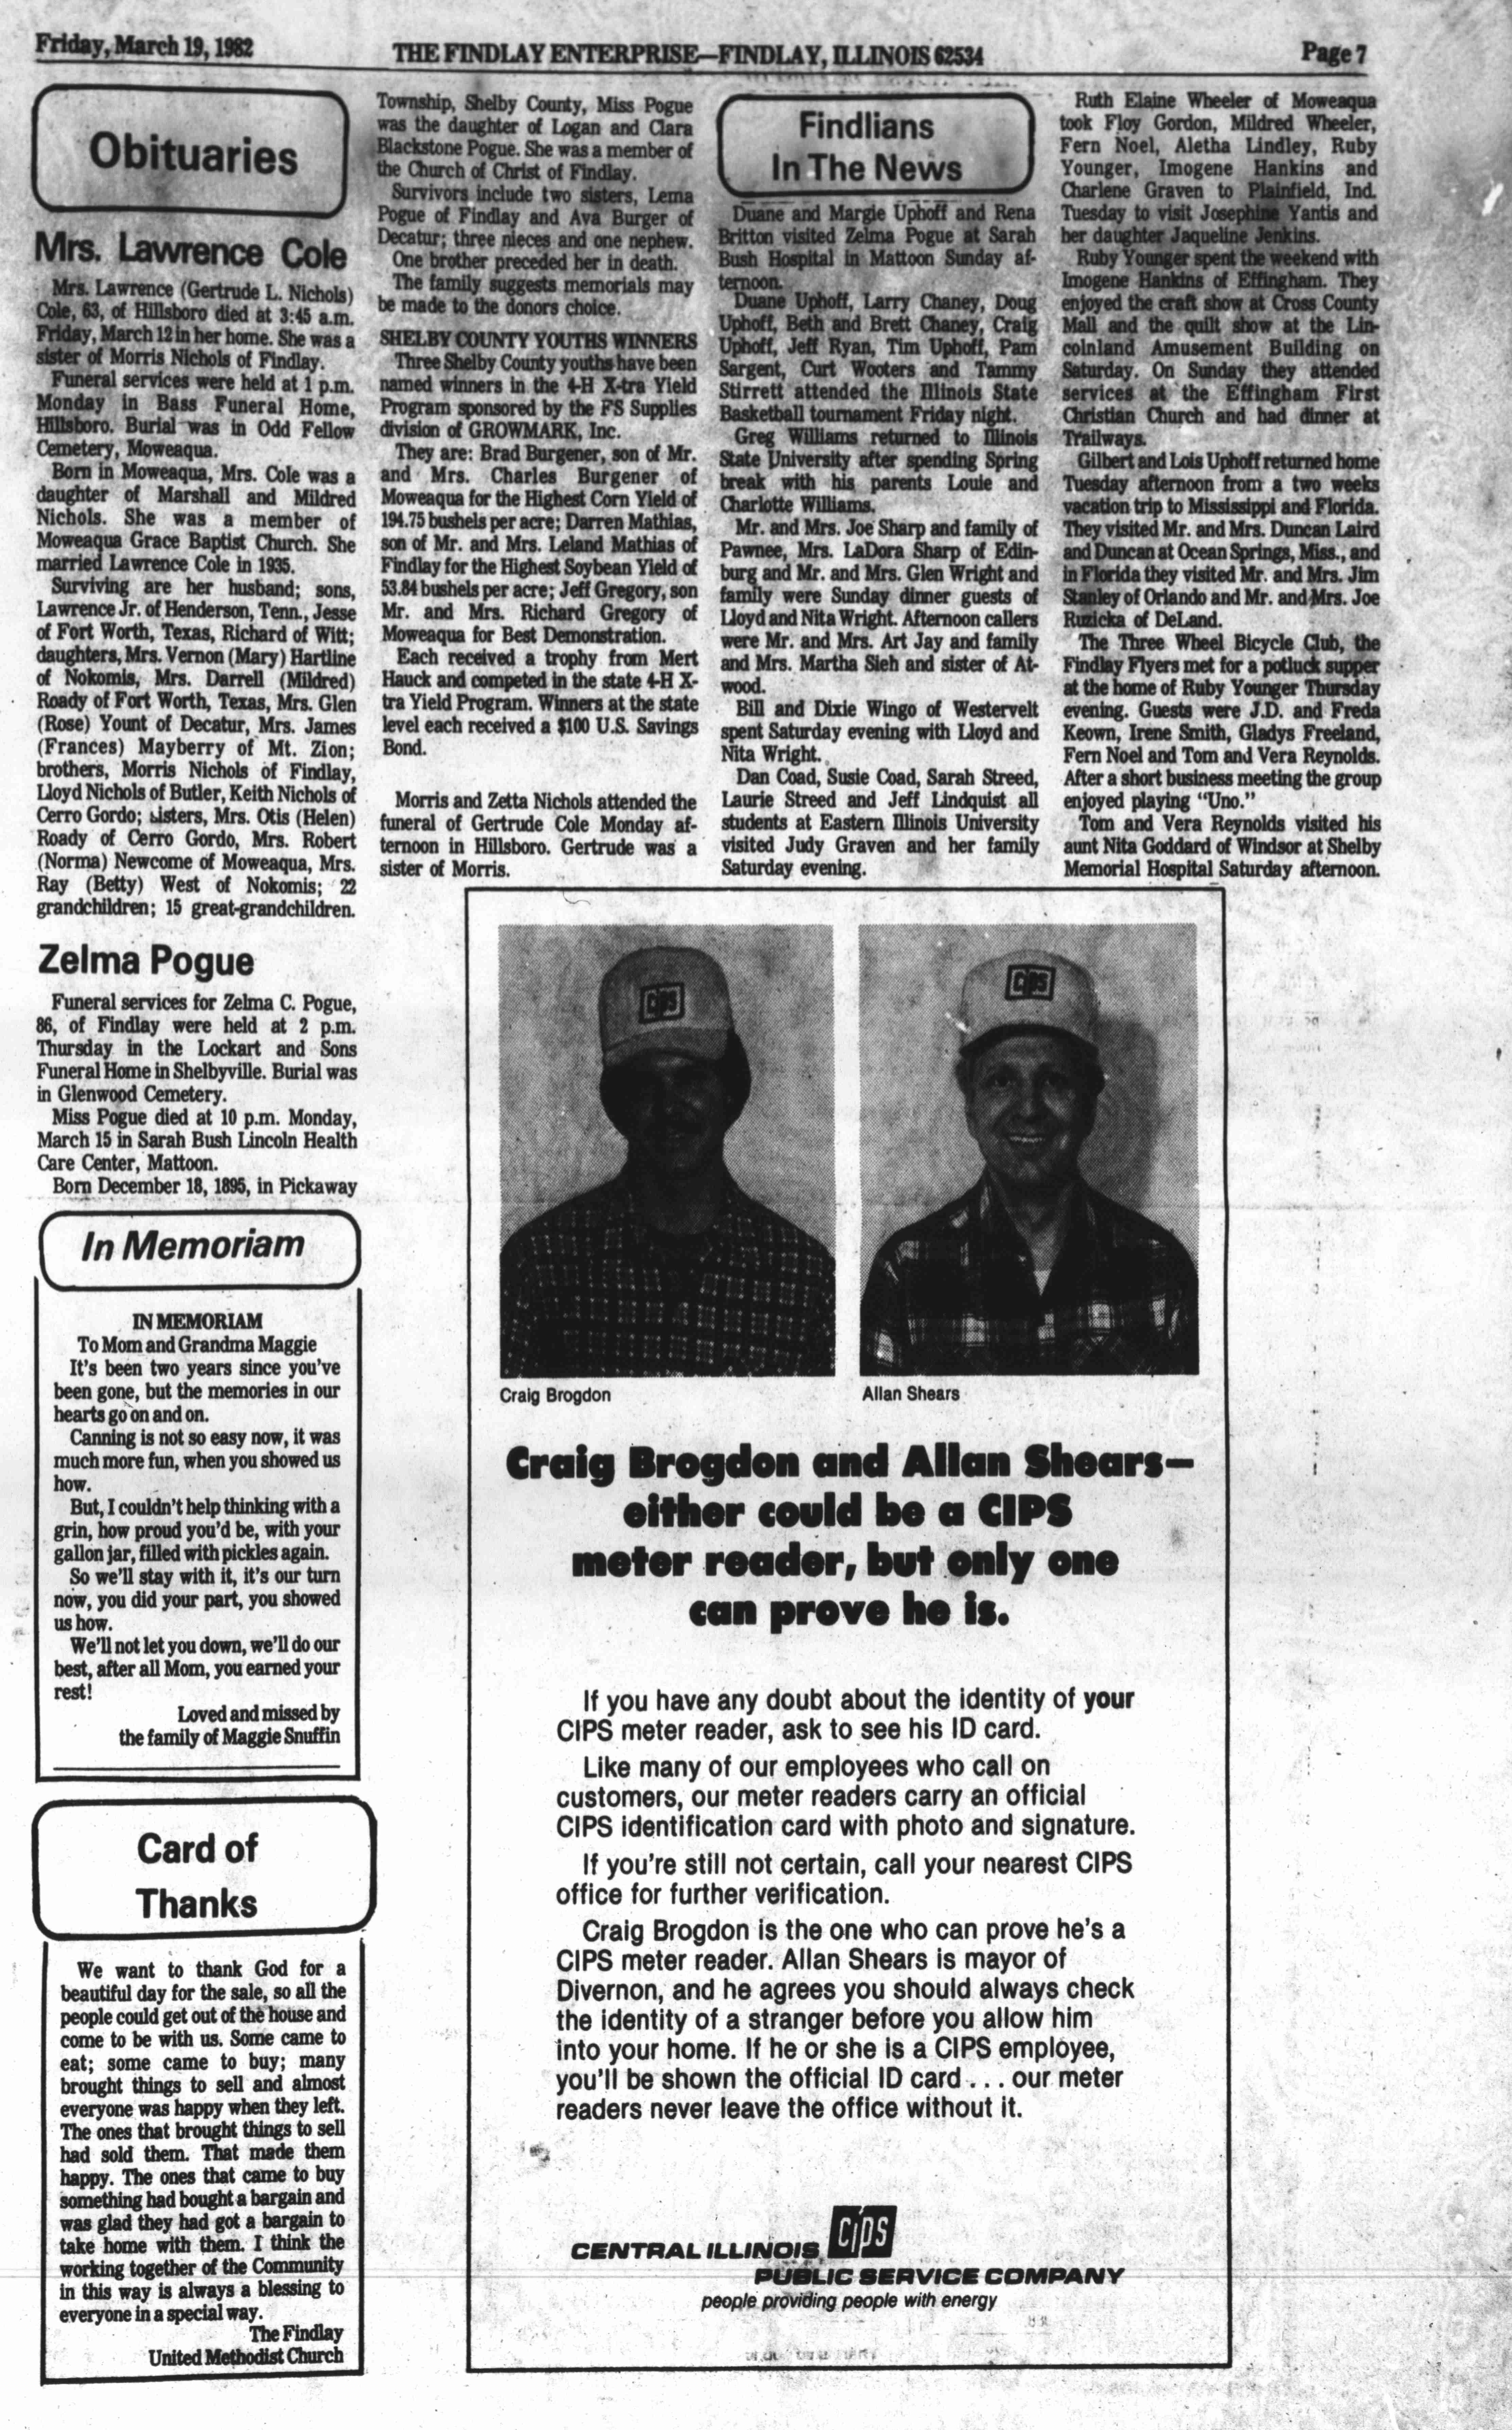 Friday, March 19, 1982
THE FINDLAY ENTERPRISE—FINDLAY, ILLINOIS 62534
Page 7
Obituaries
Mrs. Lawrence Cole
Mrs. Lawrence (Gertrude L. Nichols)
Cole, 63, of Hillsboro died at 3:45 a.m.
Friday, March 12 in her home. She was a
sister of Morris Nichols of Findlay.
Funeral services were held at 1 p.m.
Monday in Bass Funeral Home,
Hillsboro. Burial was in Odd Fellow
Cemetery, Moweaqua.
Born in Moweaqua, Mrs. Cole was a
daughter of Marshall and Mildred
Nichols. She was a member of
Moweaqua Grace Baptist Church. She
married Lawrence Cole in 1935.
Surviving are her husband; sons,
Lawrence Jr. of Henderson, Tenn., Jesse
of Fort Worth, Texas, Richard of Witt;
daughters, Mrs. Vernon (Mary) Hartline
of Nokomis, Mrs. Darrell (Mildred)
Roady of Fort Worth, Texas, Mrs. Glen
(Rose) Yount of Decatur, Mrs. James
(Frances) Mayberry of Mt. Zion;
brothers, Morris Nichols of Findlay,
Lloyd Nichols of Butler, Keith Nichols of
Cerro Gordo; sisters, Mrs. Otis (Helen)
Roady of Cerro Gordo, Mrs. Robert
(Norma) Newcome of Moweaqua, Mrs.
Ray (Betty) West of Nokomis; 22
grandchildren; 15 great-grandchildren.
Zelma Pogue
Funeral services for Zelma C. Pogue,
86, of Findlay were held at 2 p.m.
Thursday in the Lockart and Sons
Funeral Home in Shelbyville. Burial was
in Glenwood Cemetery.
Miss Pogue died at 10 p.m. Monday,
March 15 in Sarah Bush Lincoln Health
Care Center, Mattoon.
Born December 18, 1895, in Pickaway
Township, Shelby County, Miss Pogue
was the daughter of Logan and Clara
Blackstone Pogue. She was a member of
the Church of Christ of Findlay.
Survivors include two sisters, Lema
Pogue of Findlay and Ava Burger of
Decatur; three nieces and one nephew.
One brother preceded her in death.
The family suggests memorials may
be made to the donors choice.
SHELBY COUNTY YOUTHS WINNERS
Three Shelby County youths have been
named winners in the 4-H X-tra Yield
Program sponsored by the FS Supplies
division of GROWMARK, Inc.
They are: Brad Burgener, son of Mr.
and Mrs. Charles Burgener of
Moweaqua for the Highest Corn Yield of
194.75 bushels per acre; Darren Mathias,
son of Mr. and Mrs. Leland Mathias of
Findlay for the Highest Soybean Yield of
53.84 bushels per acre; Jeff Gregory, son
Mr. and Mrs. Richard Gregory of
Moweaqua for Best Demonstration.
Each received a trophy from Mert
Hauck and competed in the state 4-H X-
tra Yield Program. Winners at the state
level each received a $100 U.S. Savings
Bond.
Morris and Zetta Nichols attended the
funeral of Gertrude Cole Monday af-
ternoon in Hillsboro. Gertrude was a
sister of Morris.
Findlians
In The News
Duane and Margie Uphoff and Rena
Britton visited Zelma Pogue at Sarah
Bush Hospital in Mattoon Sunday af-
ternoon.
Duane Uphoff, Larry Chaney, Doug
Uphoff, Beth and Brett Chaney, Craig
Uphoff, Jeff Ryan, Tim Uphoff, Pam
Sargent, Curt Wooters and Tammy
Stirrett attended the Illinois State
Basketball tournament Friday night.
Greg Williams returned to Illinois
State University after spending Spring
break with his parents Louie and
Charlotte Williams.
Mr. and Mrs. Joe Sharp and family of
Pawnee, Mrs. LaDora Sharp of Edin-
burg and Mr. and Mrs. Glen Wright and
family were Sunday dinner guests of
Lloyd and Nita Wright. Afternoon callers
were Mr. and Mrs. Art Jay and family
and Mrs. Martha Sieh and sister of At-
wood.
Bill and Dixie Wingo of Westervelt
spent Saturday evening with Lloyd and
Nita Wright.
Dan Coad, Susie Coad, Sarah Streed,
Laurie Streed and Jeff Lindquist all
students at Eastern Illinois University
visited Judy Graven and her family
Saturday evening.
Ruth Elaine Wheeler of Moweaqua
took Floy Gordon, Mildred Wheeler,
Fern Noel, Aletha Lindley, Ruby
Younger, Imogene Hankins and
Charlene Graven to Plainfield, Ind.
Tuesday to visit Josephine Yantis and
her daughter Jaqueline Jenkins.
Ruby Younger spent the weekend with
Imogene Hankins of Effingham. They
enjoyed the craft show at Cross County
Mall and the quilt show at the Lin-
colnland Amusement Building on
Saturday. On Sunday they attended
services at the Effingham First
Christian Church and had dinner at
Trailways.
Gilbert and Lois Uphoff returned home
Tuesday afternoon from a two weeks
vacation trip to Mississippi and Florida.
They visited Mr. and Mrs. Duncan Laird
and Duncan at Ocean Springs, Miss., and
in Florida they visited Mr. and Mrs. Jim
Stanley of Orlando and Mr. and Mrs. Joe
Ruzicka of DeLand.
The Three Wheel Bicycle Club, the
Findlay Flyers met for a potluck supper
at the home of Ruby Younger Thursday
evening. Guests were J.D. and Freda
Keown, Irene Smith, Gladys Freeland,
Fern Noel and Tom and Vera Reynolds.
After a short business meeting the group
enjoyed playing "Uno."
Tom and Vera Reynolds visited his
aunt Nita Goddard of Windsor at Shelby
Memorial Hospital Saturday afternoon.
In Memoriam
IN MEMORIAM
To Mom and Grandma Maggie
It's been two years since you've
been gone, but the memories in our
hearts go on and on.
Canning is not so easy now, it was
much more fun, when you showed us
how.
But, I couldn't help thinking with a
grin, how proud you'd be, with your
gallon jar, filled with pickles again.
So we'll stay with it, it's our turn
now, you did your part, you showed
us how.
We'll not let you down, we'll do our
best, after all Mom, you earned your
rest!
Loved and missed by
the family of Maggie Snuffin
Card of
Thanks
We want to thank God for a
beautiful day for the sale, so all the
people could get out of the house and
come to be with us. Some came to
eat; some came to buy; many
brought things to sell and almost
everyone was happy when they left.
The ones that brought things to sell
had sold them. That made them
happy. The ones that came to buy
something had bought a bargain and
was glad they had got a bargain to
take home with them. I think the
working together of the Community
in this way is always a blessing to
everyone in a special way.
The Findlay
United Methodist Church
CIPS
CIPS
Craig Brogdon
Allan Shears
Craig Brogdon and Allan Shears—
either could be a CIPS
meter reader, but only one
can prove he is.
If you have any doubt about the identity of your
CIPS meter reader, ask to see his ID card.
Like many of our employees who call on
customers, our meter readers carry an official
CIPS identification card with photo and signature.
If you're still not certain, call your nearest CIPS
office for further verification.
Craig Brogdon is the one who can prove he's a
CIPS meter reader. Allan Shears is mayor of
Divernon, and he agrees you should always check
the identity of a stranger before you allow him
into your home. If he or she is a CIPS employee,
you'll be shown the official ID card . . . our meter
readers never leave the office without it.
CIPS
CENTRAL ILLINOIS
PUBLIC SERVICE COMPANY
people providing people with energy